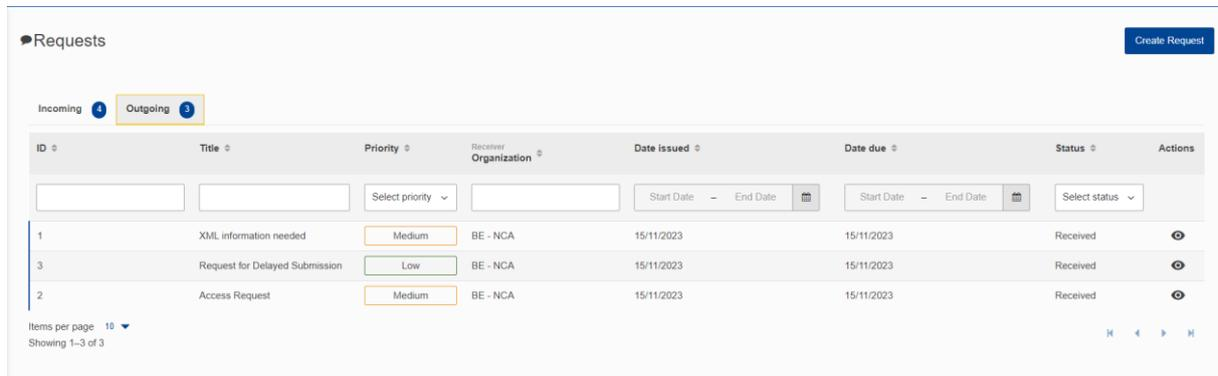 Requests
Create Request
Incoming 4 Outgoing 3
ID Title Priority Receiver Organization Date issued Date due Status Actions
Select priority Start Date – End Date Start Date – End Date Select status
1 XML information needed Medium BE - NCA 15/11/2023 15/11/2023 Received
3 Request for Delayed Submission Low BE - NCA 15/11/2023 15/11/2023 Received
2 Access Request Medium BE - NCA 15/11/2023 15/11/2023 Received
Items per page 10
Showing 1–3 of 3